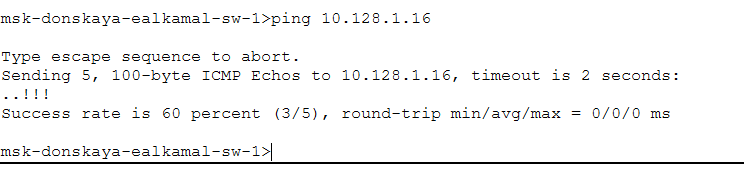 msk-donskaya-ealkamal-sw-1>ping 10.128.1.16
Type escape sequence to abort.
Sending 5, 100-byte ICMP Echos to 10.128.1.16, timeout is 2 seconds:
..!!!
Success rate is 60 percent (3/5), round-trip min/avg/max = 0/0/0 ms
msk-donskaya-ealkamal-sw-1>